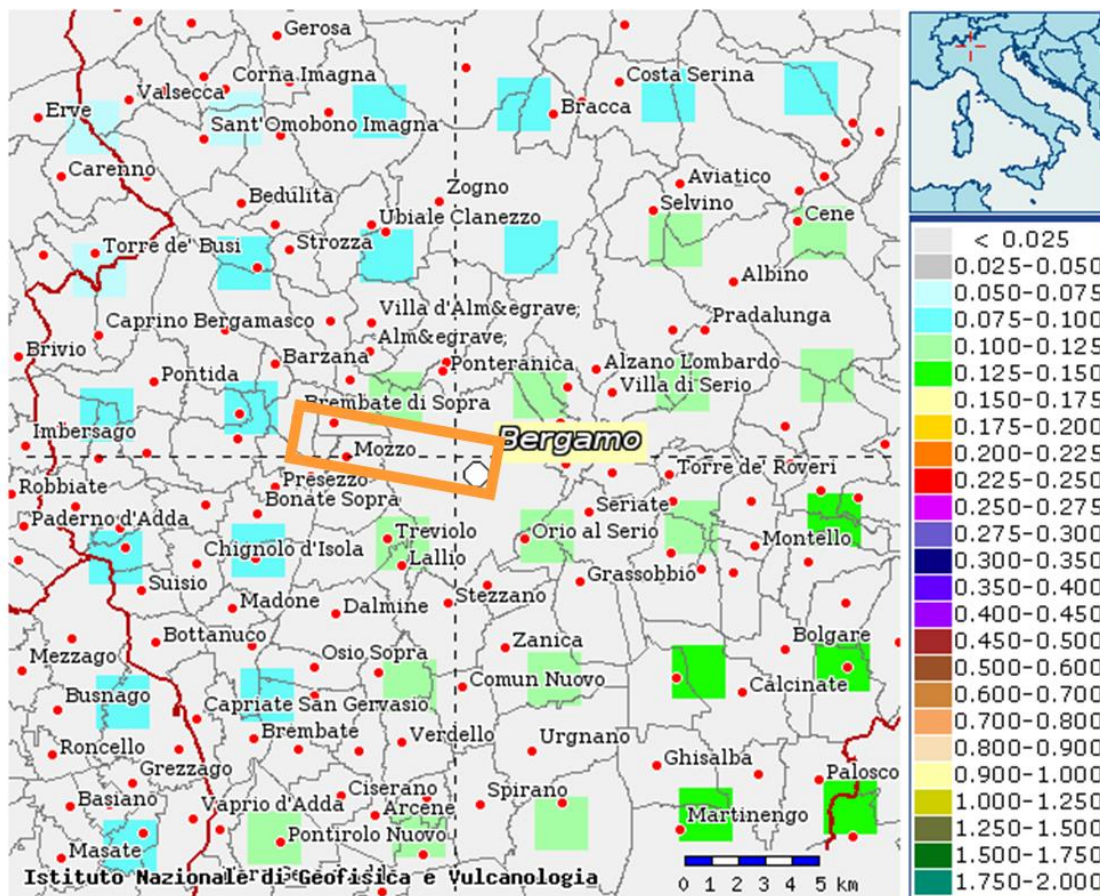 Gerosa
Corna Imagna
Costa Serina
Valsecca
Bracca
Erve
Sant'Omobono Imagna
Carenno
Aviatico
Bedulita
Zogno
Selvino
Cene
Ubiale Clanezzo
Torre de' Busi
Strozza
Albino
Villa d'Alm&egrave;
Caprino Bergamasco
Pradalunga
Alm&egrave;
Brivio
Barzana
Ponteranica
Alzano Lombardo
Pontida
Villa di Serio
Brembate di Sopra
Imbersago
Bergamo
Mozzo
Torre de' Roveri
Presezzo
Robbiate
Bonate Sopra
Seriate
Paderno d'Adda
Treviolo
Orio al Serio
Montello
Chignolo d'Isola
Lallio
Grassobbio
Suisio
Stezzano
Madone
Dalmine
Bottanuco
Zanica
Bolgare
Mezzago
Osio Sopra
Comun Nuovo
Calcinate
Busnago
Capriate San Gervasio
Brembate
Verdello
Urgnano
Roncello
Ghisalba
Grezzago
Palosco
Ciserano
Spirano
Basiano
Vaprio d'Adda
Arcene
Martinengo
Pontirolo Nuovo
Masate
Istituto Nazionale di Geofisica e Vulcanologia
0 1 2 3 4 5 km
< 0.025
0.025-0.050
0.050-0.075
0.075-0.100
0.100-0.125
0.125-0.150
0.150-0.175
0.175-0.200
0.200-0.225
0.225-0.250
0.250-0.275
0.275-0.300
0.300-0.350
0.350-0.400
0.400-0.450
0.450-0.500
0.500-0.600
0.600-0.700
0.700-0.800
0.800-0.900
0.900-1.000
1.000-1.250
1.250-1.500
1.500-1.750
1.750-2.000